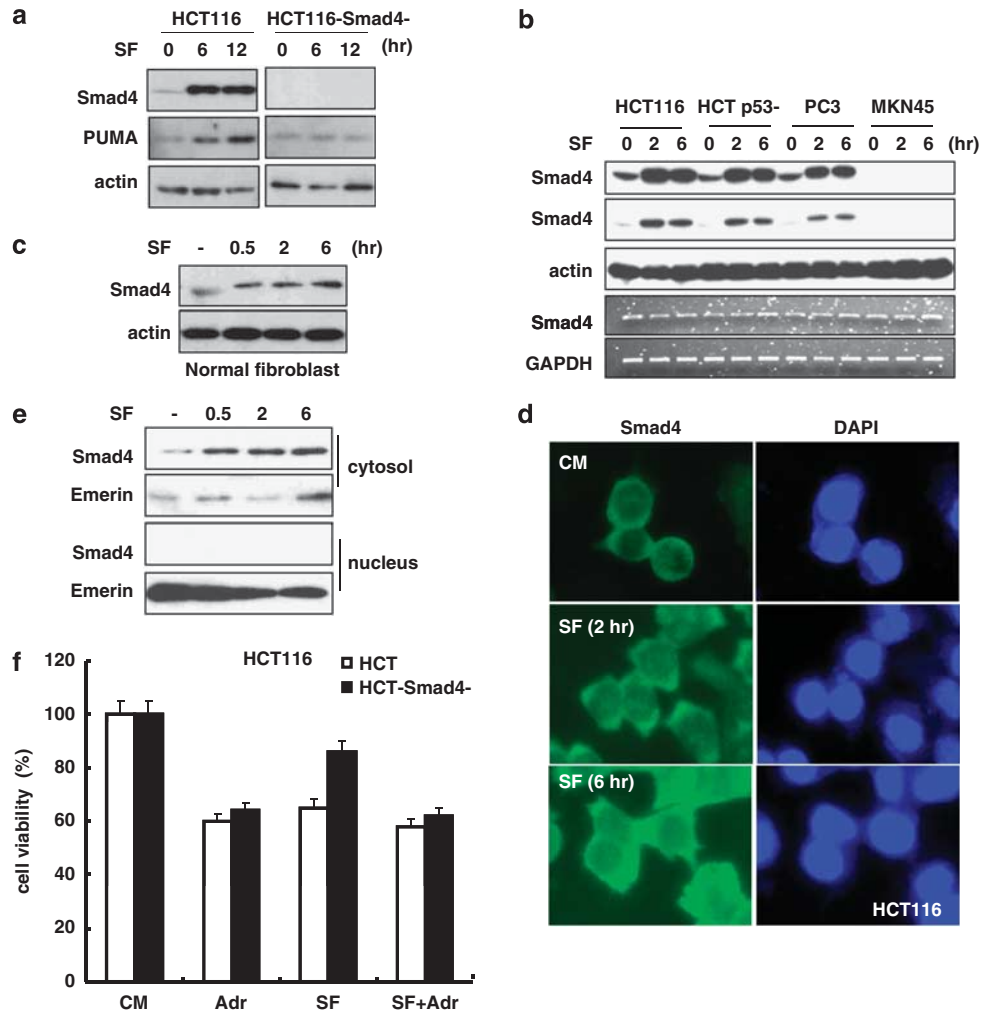 a
HCT116 HCT116-Smad4-
SF 0 6 12 0 6 12 (hr)
Smad4
PUMA
actin
b
HCT116 HCT p53- PC3 MKN45
SF 0 2 6 0 2 6 0 2 6 0 2 6 (hr)
Smad4
Smad4
actin
Smad4
GAPDH
c
SF - 0.5 2 6 (hr)
Smad4
actin
Normal fibroblast
d
Smad4 DAPI
CM
SF (2 hr)
SF (6 hr)
HCT116
e
SF - 0.5 2 6
Smad4
Emerin
cytosol
Smad4
Emerin
nucleus
f
HCT116
HCT
HCT-Smad4-
cell viability (%)
120
100
80
60
40
20
0
CM Adr SF SF+Adr